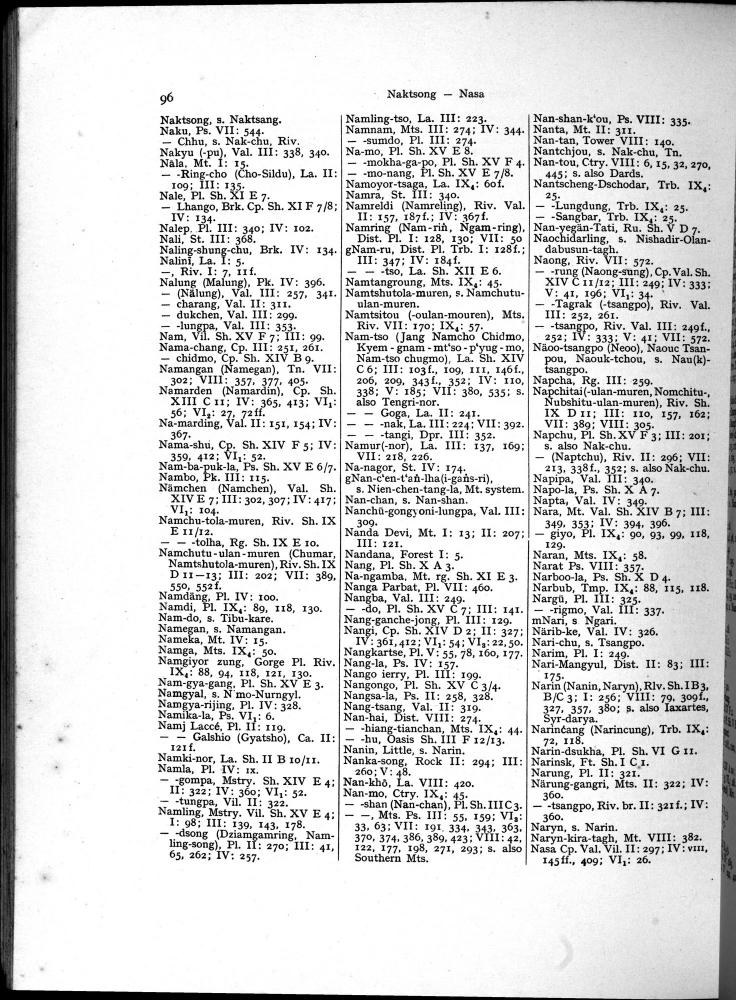 96
Naktsong — Nasa
Naktsong, s. Naktsang.
Naku, Ps. VII: 544.
— Chhu, s. Nak-chu, Riv.
Nakyu (-pu), Val. III: 338, 340.
Nāla, Mt. I: 15.
— -Ring-cho (Cho-Sildu), La. II:
109; III: 135.
Nale, Pl. Sh. XI E 7.
— Lhango, Brk. Cp. Sh. XI F 7/8;
IV: 134.
Nalep, Pl. III: 340; IV: 102.
Nali, St. III: 368.
Naling-shung-chu, Brk. IV: 134.
Nalinī, La. I: 5.
—, Riv. I: 7, 11f.
Nalung (Malung), Pk. IV: 396.
— (Nälung), Val. III: 257, 341.
— charang, Val. II: 311.
— dukchen, Val. III: 299.
— -lungpa, Val. III: 353.
Nam, Vil. Sh. XV F 7; III: 99.
Nama-chang, Cp. III: 251, 261.
— chidmo, Cp. Sh. XIV B 9.
Namangan (Namegan), Tn. VII:
302; VIII: 357, 377, 405.
Namarden (Namardin), Cp. Sh.
XIII C 11; IV: 365, 413; VI₁:
56; VI₂: 27, 72ff.
Na-marding, Val. II: 151, 154; IV:
367.
Nama-shu, Cp. Sh. XIV F 5; IV:
359, 412; VI₁: 52.
Nam-ba-puk-la, Ps. Sh. XV E 6/7.
Nambo, Pk. III: 115.
Nämchen (Namchen), Val. Sh.
XIV E 7; III: 302, 307; IV: 417;
VI₁: 104.
Namchu-tola-muren, Riv. Sh. IX
E 11/12.
— — -tolha, Rg. Sh. IX E 10.
Namchutu-ulan-muren (Chumar,
Namtshutola-muren), Riv. Sh. IX
D 11—13; III: 202; VII: 389,
550, 552f.
Namdäng, Pl. IV: 100.
Namdi, Pl. IX₄: 89, 118, 130.
Nam-do, s. Tibu-kare.
Namegan, s. Namangan.
Nameka, Mt. IV: 15.
Namga, Mts. IX₄: 50.
Namgiyor zung, Gorge Pl. Riv.
IX₄: 88, 94, 118, 121, 130.
Nam-gya-gang, Pl. Sh. XV E 3.
Namgyal, s. N'mo-Nurngyl.
Namgya-rijing, Pl. IV: 328.
Namika-la, Ps. VI₁: 6.
Namj Laccé, Pl. II: 119.
— — Galshio (Gyatsho), Ca. II:
121f.
Namki-nor, La. Sh. II B 10/11.
Namla, Pl. IV: IX.
— -gompa, Mstry. Sh. XIV E 4;
II: 322; IV: 360; VI₁: 52.
— -tungpa, Vil. II: 322.
Namling, Mstry. Vil. Sh. XV E 4;
I: 98; III: 139, 143, 178.
— -dsong (Dziamgamring, Nam-
ling-song), Pl. II: 270; III: 41,
65, 262; IV: 257.
Namling-tso, La. III: 223.
Namnam, Mts. III: 274; IV: 344.
— -sumdo, Pl. III: 274.
Na-mo, Pl. Sh. XV E 8.
— -mokha-ga-po, Pl. Sh. XV F 4.
— -mo-nang, Pl. Sh. XV E 7/8.
Namoyor-tsaga, La. IX₄: 60f.
Namra, St. III: 340.
Namreldi (Namreling), Riv. Val.
II: 157, 187f.; IV: 367f.
Namring (Nam-riṅ, Ngam-ring),
Dist. Pl. I: 128, 130; VII: 50
gNam-ru, Dist. Pl. Trb. I: 128f.;
III: 347; IV: 184f.
— — -tso, La. Sh. XII E 6.
Namtangroung, Mts. IX₄: 45.
Namtshutola-muren, s. Namchutu-
ulan-muren.
Namtsitou (-oulan-mouren), Mts.
Riv. VII: 170; IX₄: 57.
Nam-tso (Jang Namcho Chidmo,
Kyem-gnam-mt'so-p'yug-mo,
Nam-tso chugmo), La. Sh. XIV
C 6; III: 103f., 109, 111, 146f.,
206, 209, 343f., 352; IV: 110,
338; V: 185; VII: 380, 535; s.
also Tengri-nor.
— — Goga, La. II: 241.
— — -nak, La. III: 224; VII: 392.
— — -tangi, Dpr. III: 352.
Namur(-nor), La. III: 137, 169;
VII: 218, 226.
Na-nagor, St. IV: 174.
gNan-c'en-t'aṅ-lha(i-gaṅs-ri),
s. Nien-chen-tang-la, Mt. system.
Nan-chan, s. Nan-shan.
Nanchū-gongyoni-lungpa, Val. III:
309.
Nanda Devi, Mt. I: 13; II: 207;
III: 121.
Nandana, Forest I: 5.
Nang, Pl. Sh. X A 3.
Na-ngamba, Mt. rg. Sh. XI E 3.
Nanga Parbat, Pl. VII: 460.
Nangba, Val. III: 249.
— -do, Pl. Sh. XV C 7; III: 141.
Nang-ganche-jong, Pl. III: 129.
Nangi, Cp. Sh. XIV D 2; II: 327;
IV: 361, 412; VI₁: 54; VI₂: 22, 50.
Nangkartse, Pl. V: 55, 78, 160, 177.
Nang-la, Ps. IV: 157.
Nango ierry, Pl. III: 199.
Nangongo, Pl. Sh. XV C 3/4.
Nangsa-la, Ps. II: 258, 328.
Nang-tsang, Val. II: 319.
Nan-hai, Dist. VIII: 274.
— -hiang-tianchan, Mts. IX₄: 44.
— -hu, Oasis Sh. III F 12/13.
Nanin, Little, s. Narin.
Nanka-song, Rock II: 294; III:
260; V: 48.
Nan-khō, La. VIII: 420.
Nan-mo, Ctry. IX₄: 45.
— -shan (Nan-chan), Pl. Sh. III C 3.
— —, Mts. Ps. III: 55, 159; VI₂:
33, 63; VII: 191, 334, 343, 363,
370, 374, 386, 389, 423; VIII: 42,
122, 177, 198, 271, 293; s. also
Southern Mts.
Nan-shan-k'ou, Ps. VIII: 335.
Nanta, Mt. II: 311.
Nan-tan, Tower VIII: 140.
Nantchjou, s. Nak-chu, Tn.
Nan-tou, Ctry. VIII: 6, 15, 32, 270,
445; s. also Dards.
Nantscheng-Dschodar, Trb. IX₄:
25.
— -Lungdung, Trb. IX₄: 25.
— -Sangbar, Trb. IX₄: 25.
Nan-yegän-Tati, Ru. Sh. V D 7.
Naochidarling, s. Nishadir-Olan-
dabusun-tagh.
Naong, Riv. VII: 572.
— -rung (Naong-sung), Cp. Val. Sh.
XIV C 11/12; III: 249; IV: 333;
V: 41, 196; VI₁: 34.
— -Tagrak (-tsangpo), Riv. Val.
III: 252, 261.
— -tsangpo, Riv. Val. III: 249f.,
252; IV: 333; V: 41; VII: 572.
Näoo-tsangpo (Neoo), Naouc Tsan-
pou, Naouk-tchou, s. Nau(k)-
tsangpo.
Napcha, Rg. III: 259.
Napchitai(-ulan-muren, Nomchitu-,
Nubshitu-ulan-muren), Riv. Sh.
IX D 11; III: 110, 157, 162;
VII: 389; VIII: 305.
Napchu, Pl. Sh. XV F 3; III: 201;
s. also Nak-chu.
— (Naptchu), Riv. II: 296; VII:
213, 338f., 352; s. also Nak-chu.
Napipa, Val. III: 340.
Napo-la, Ps. Sh. X A 7.
Napta, Val. IV: 349.
Nara, Mt. Val. Sh. XIV B 7; III:
349, 353; IV: 394, 396.
— giyo, Pl. IX₄: 90, 93, 99, 118,
129.
Naran, Mts. IX₄: 58.
Narat Ps. VIII: 357.
Narboo-la, Ps. Sh. X D 4.
Narbub, Tmp. IX₄: 88, 115, 118.
Nargü, Pl. III: 325.
— -rigmo, Val. III: 337.
mNari, s. Ngari.
Närib-ke, Val. IV: 326.
Nari-chu, s. Tsangpo.
Narim, Pl. I: 249.
Nari-Mangyul, Dist. II: 83; III:
175.
Narin (Nanin, Naryn), Riv. Sh. I B 3,
B/C 3; I: 256; VIII: 79, 309f.,
327, 357, 380; s. also Iaxartes,
Syr-darya.
Narinčang (Narincung), Trb. IX₄:
72, 118.
Narin-dsukha, Pl. Sh. VI G 11.
Narinsk, Ft. Sh. I C 1.
Narung, Pl. II: 321.
Närung-cangri, Mts. II: 322; IV:
360.
— -tsangpo, Riv. br. II: 321f.; IV:
360.
Naryn, s. Narin.
Naryn-kira-tagh, Mt. VIII: 382.
Nasa Cp. Val. Vil. II: 297; IV: VIII,
145ff., 409; VI₁: 26.